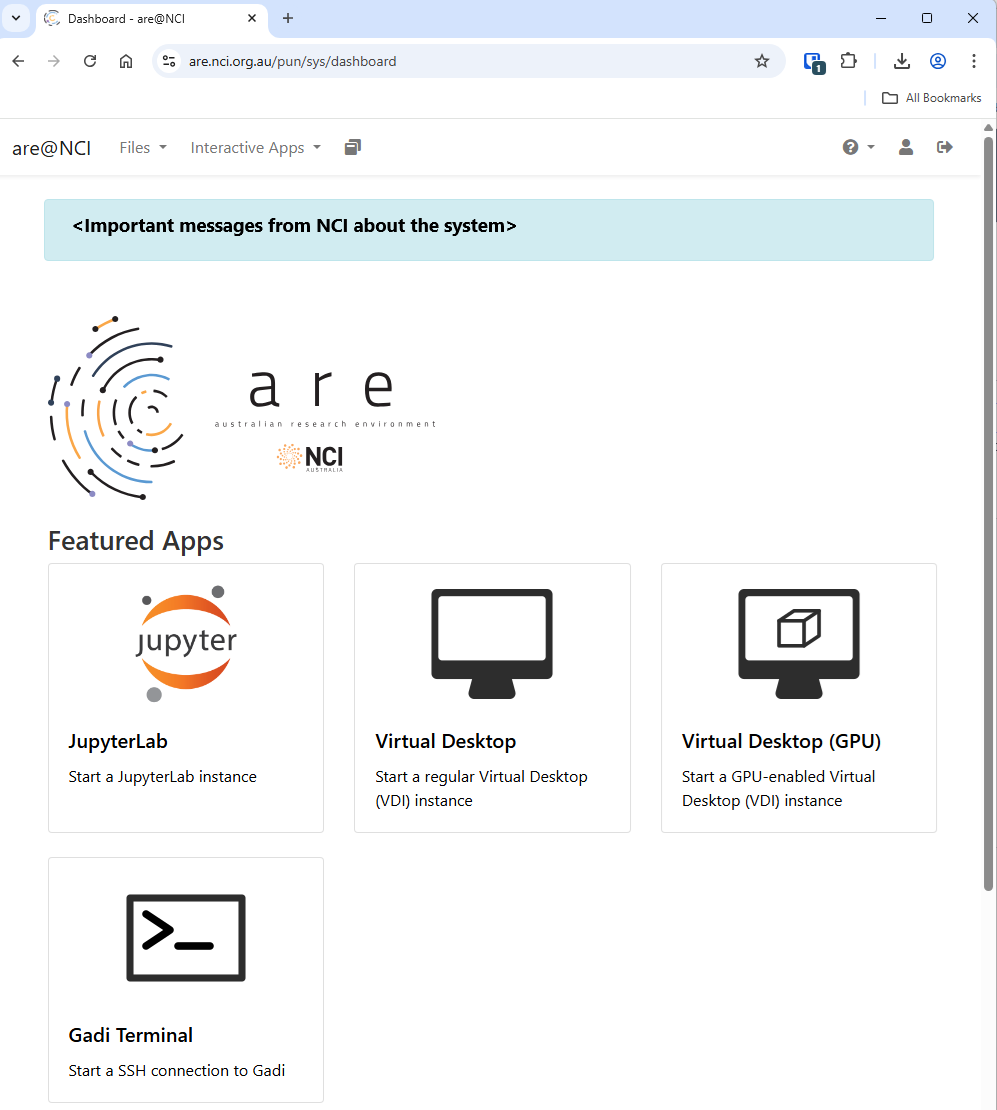 Dashboard - are@NCI
are.nci.org.au/pun/sys/dashboard
1
All Bookmarks
are@NCI Files Interactive Apps
<Important messages from NCI about the system>
are
australian research environment
NCI
AUSTRALIA
Featured Apps
jupyter
JupyterLab
Start a JupyterLab instance
Virtual Desktop
Start a regular Virtual Desktop
(VDI) instance
Virtual Desktop (GPU)
Start a GPU-enabled Virtual
Desktop (VDI) instance
>_
Gadi Terminal
Start a SSH connection to Gadi